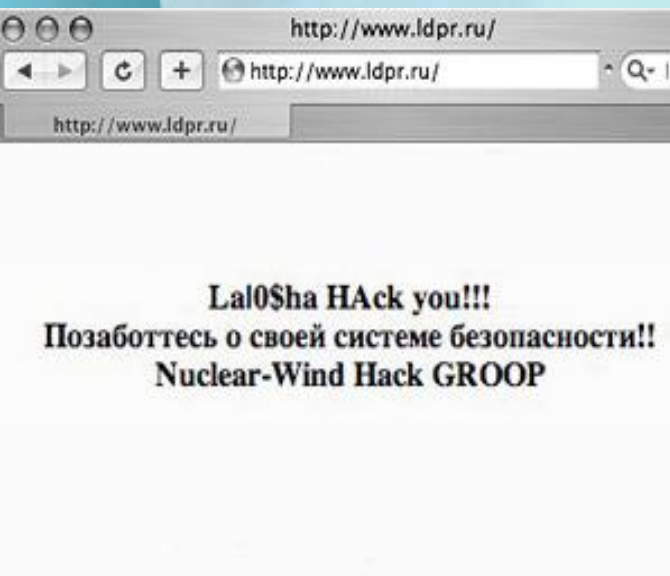 http://www.ldpr.ru/
http://www.ldpr.ru/
http://www.ldpr.ru/
Lal0$ha HAck you!!!
Позаботтесь о своей системе безопасности!!
Nuclear-Wind Hack GROOP